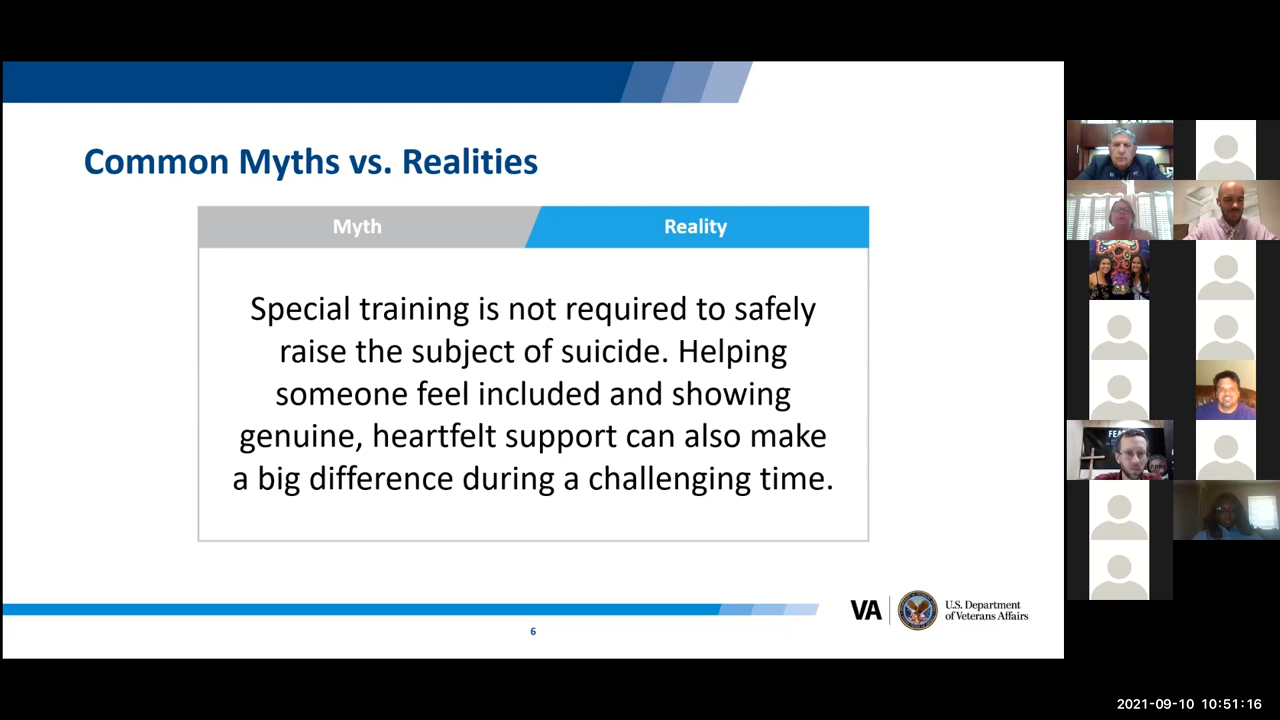 Common Myths vs. Realities
Myth
Reality
Special training is not required to safely
raise the subject of suicide. Helping
someone feel included and showing
genuine, heartfelt support can also make
a big difference during a challenging time.
VA
U.S. Department
of Veterans Affairs
6
2021-09-10 10:51:16